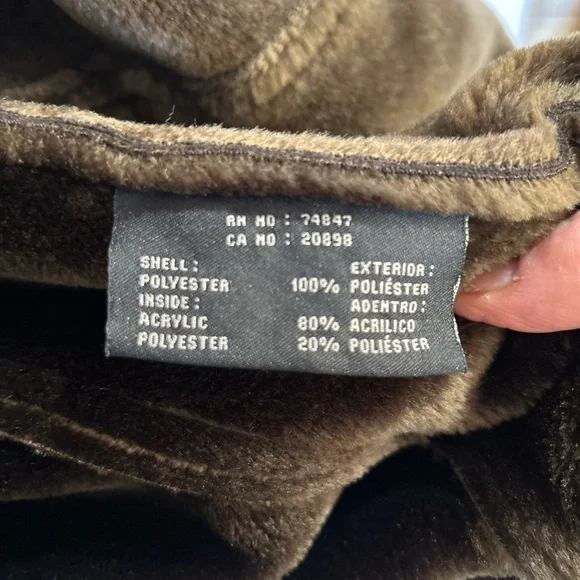 RN NO : 74847
CA NO : 20898
SHELL: EXTERIOR:
POLYESTER 100% POLIÉSTER
INSIDE: ADENTRO:
ACRYLIC 80% ACRILICO
POLYESTER 20% POLIÉSTER